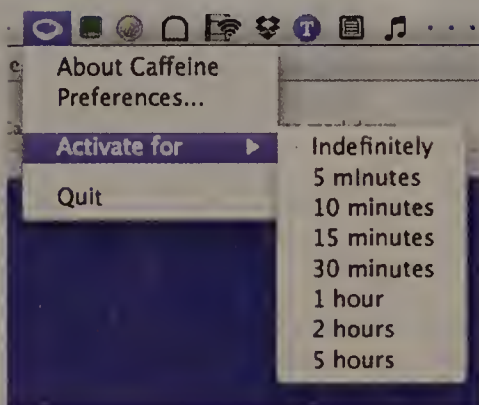 T
About Caffeine
Preferences...
Activate for
Quit
Indefinitely
5 minutes
10 minutes
15 minutes
30 minutes
1 hour
2 hours
5 hours